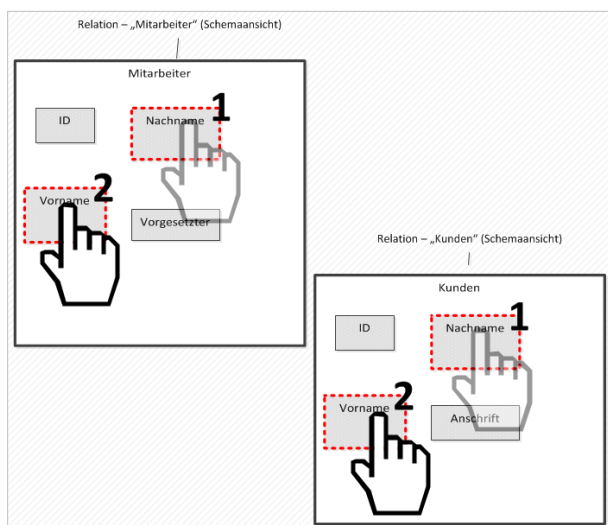 Relation – „Mitarbeiter“ (Schemaansicht)
Mitarbeiter
ID
Nachname
1
Vorname
2
Vorgesetzter
Relation – „Kunden“ (Schemaansicht)
Kunden
ID
Nachname
1
Vorname
2
Anschrift